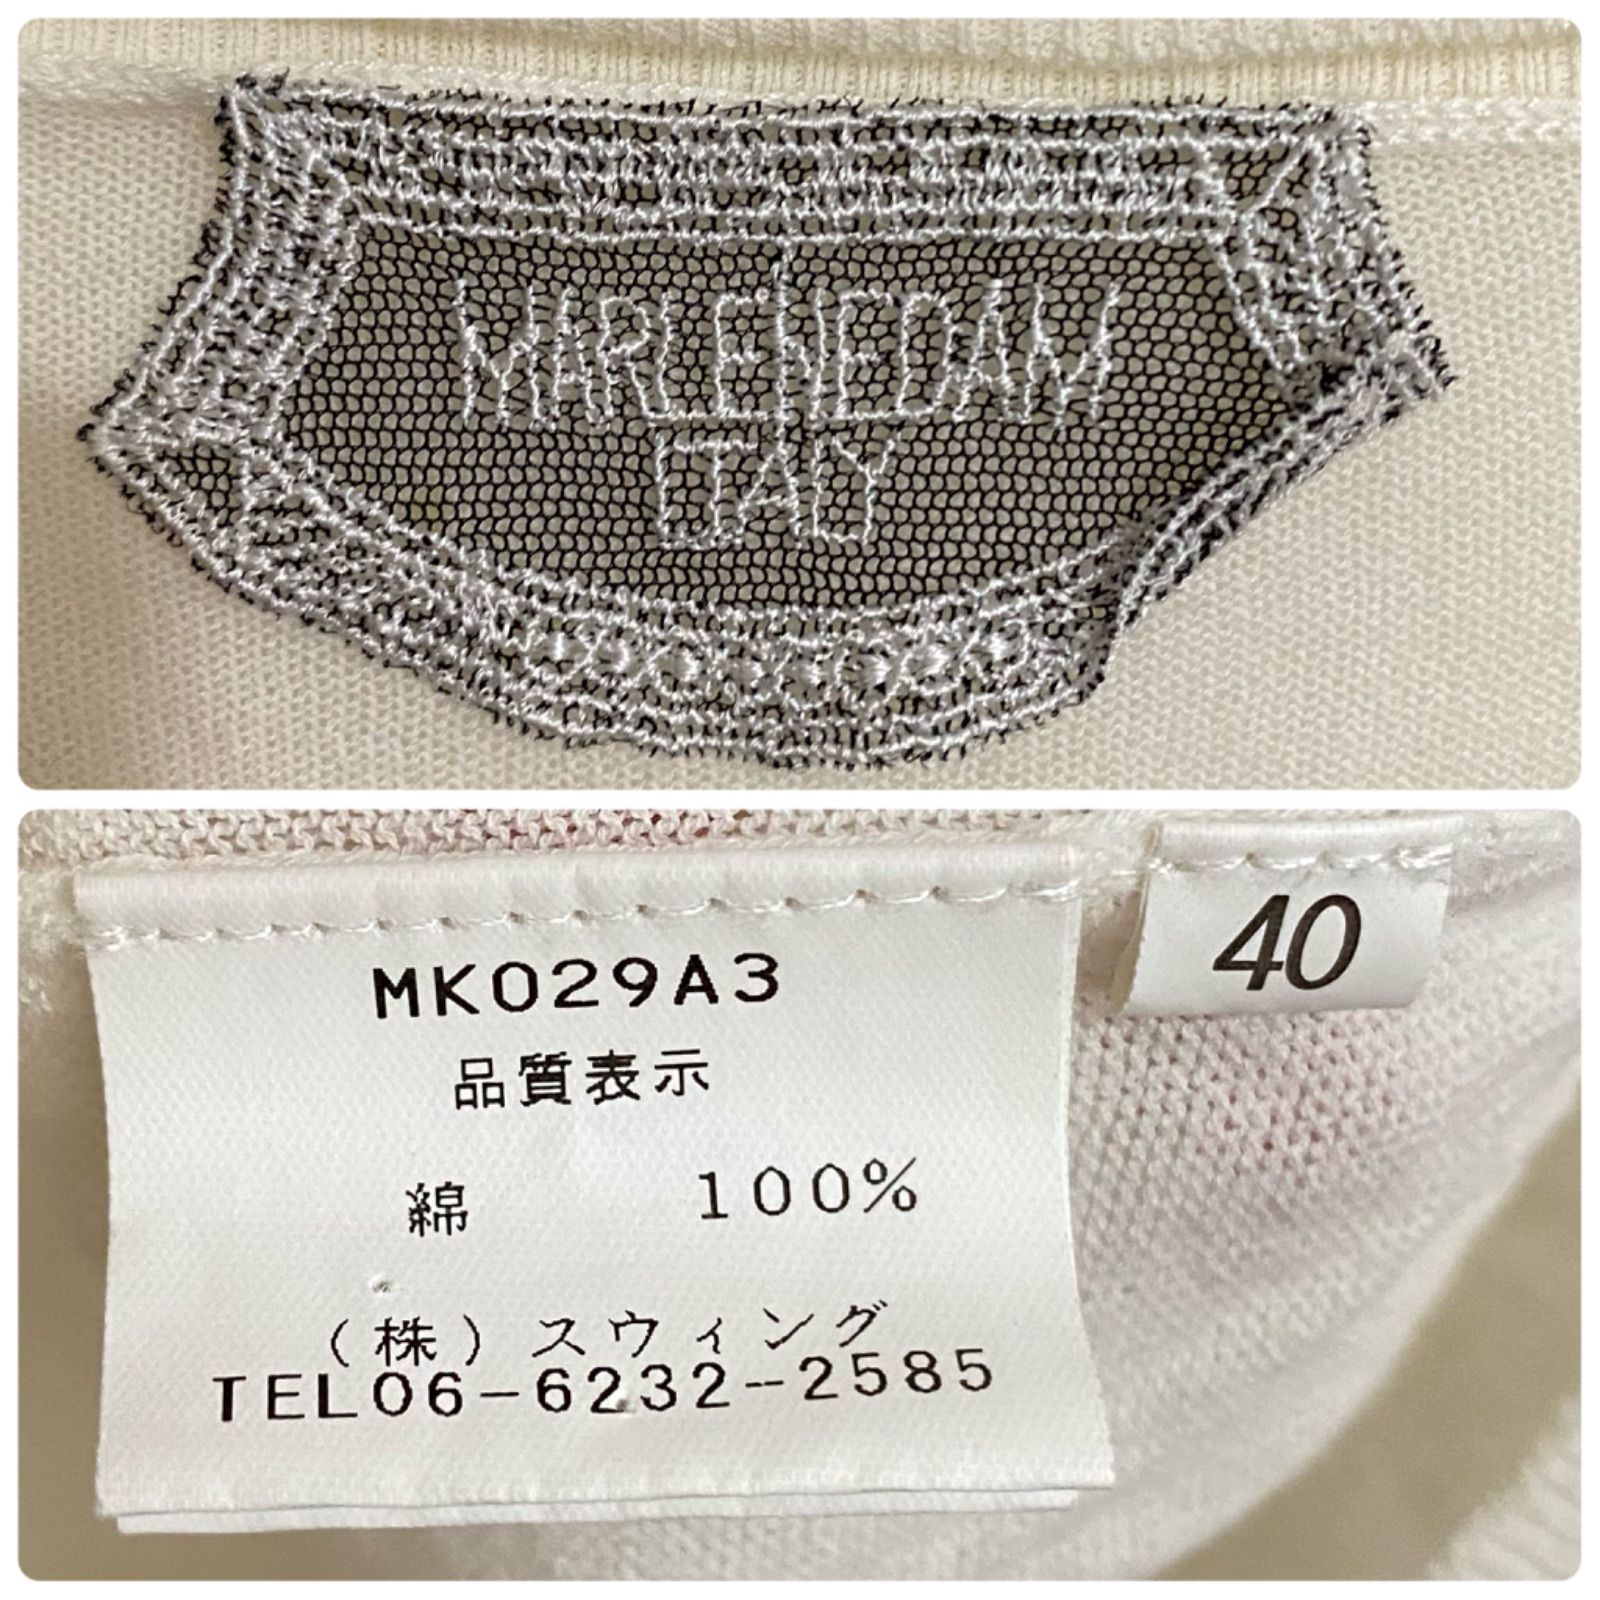 MARLENEDAM
ITALY
MK029A3
40
品質表示
綿 100%
(株)スウィング
TEL06-6232-2585